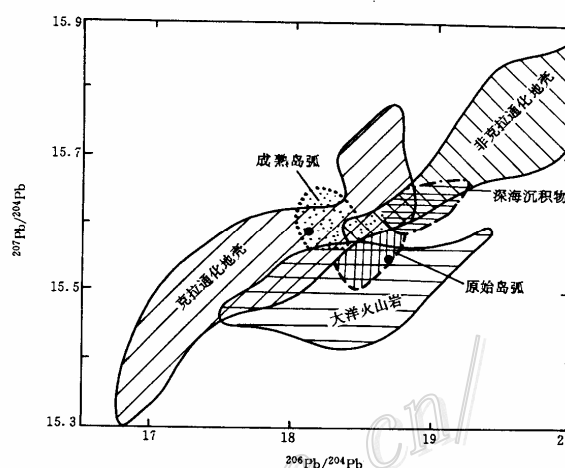 15.9
15.7
15.5
15.3
²⁰⁷Pb/²⁰⁴Pb
成熟岛弧
非克拉通化地壳
深海沉积物
克拉通化地壳
原始岛弧
大洋火山岩
17
18
19
2
²⁰⁶Pb/²⁰⁴Pb
cn/